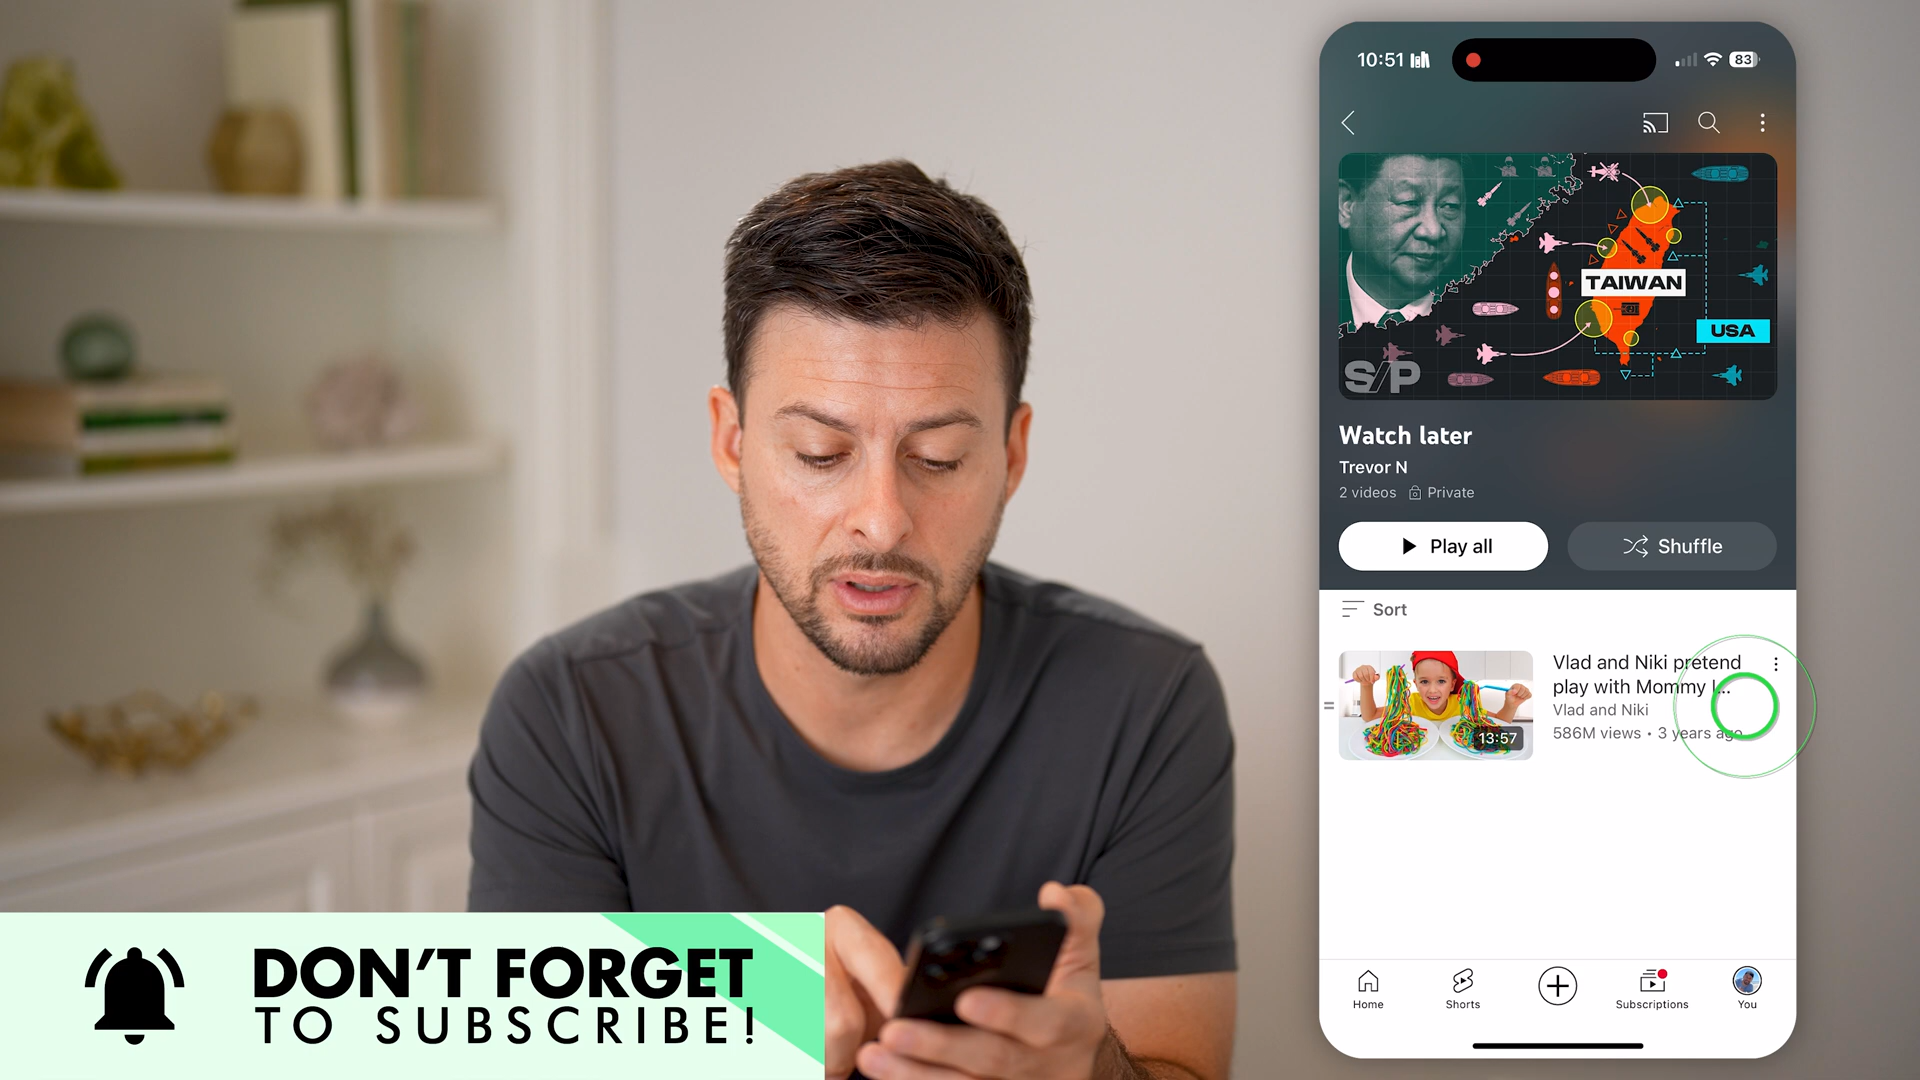 10:51
83
TAIWAN
USA
S/P
Watch later
Trevor N
2 videos Private
Play all
Shuffle
Sort
Vlad and Niki pretend
play with Mommy I...
Vlad and Niki
586M views • 3 years ago
13:57
Home
Shorts
Subscriptions
You
DON'T FORGET
TO SUBSCRIBE!